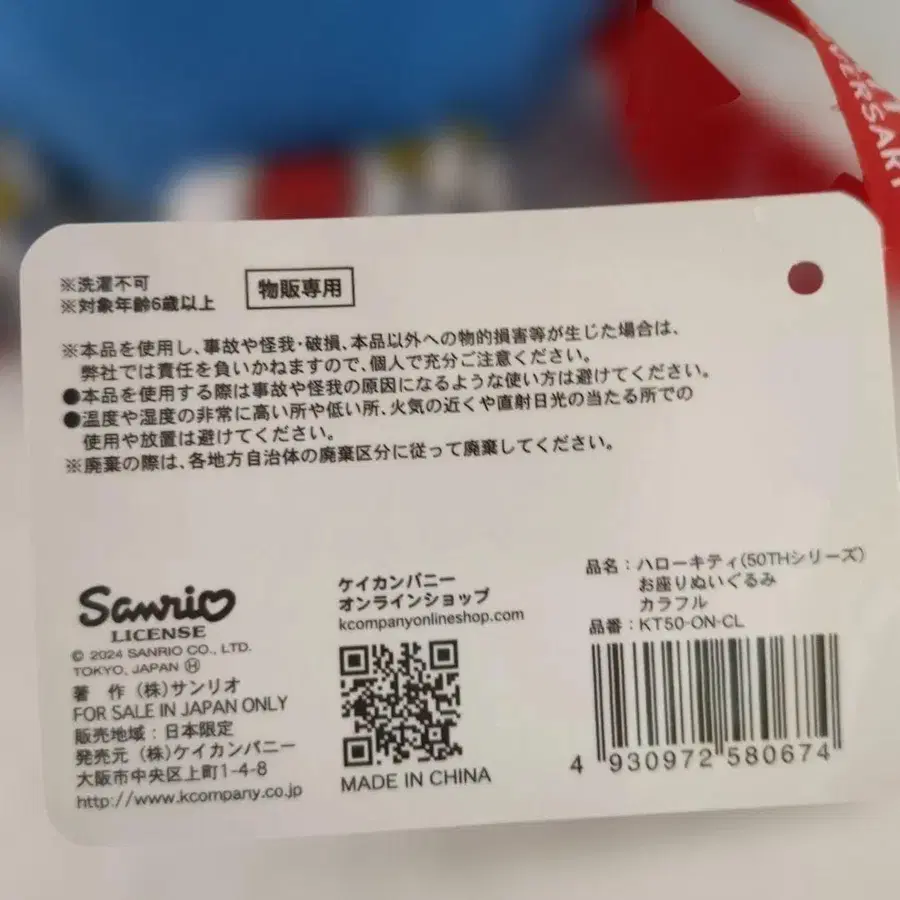 VERSARY
※洗濯不可
※対象年齢6歳以上
物販専用
※本品を使用し、事故や怪我・破損、本品以外への物的損害等が生じた場合は、
弊社では責任を負いかねますので、個人で充分ご注意ください。
●本品を使用する際は事故や怪我の原因になるような使い方は避けてください。
●温度や湿度の非常に高い所や低い所、火気の近くや直射日光の当たる所での
使用や放置は避けてください。
※廃棄の際は、各地方自治体の廃棄区分に従って廃棄してください。
Sanrio
LICENSE
© 2024 SANRIO CO., LTD.
TOKYO, JAPAN Ⓗ
著 作 (株)サンリオ
FOR SALE IN JAPAN ONLY
販売地域：日本限定
発売元 (株)ケイカンパニー
大阪市中央区上町1-4-8
http://www.kcompany.co.jp
ケイカンパニー
オンラインショップ
kcompanyonlineshop.com
MADE IN CHINA
品名：ハローキティ(50THシリーズ)
お座りぬいぐるみ
カラフル
品番：KT50-ON-CL
4 930972 580674